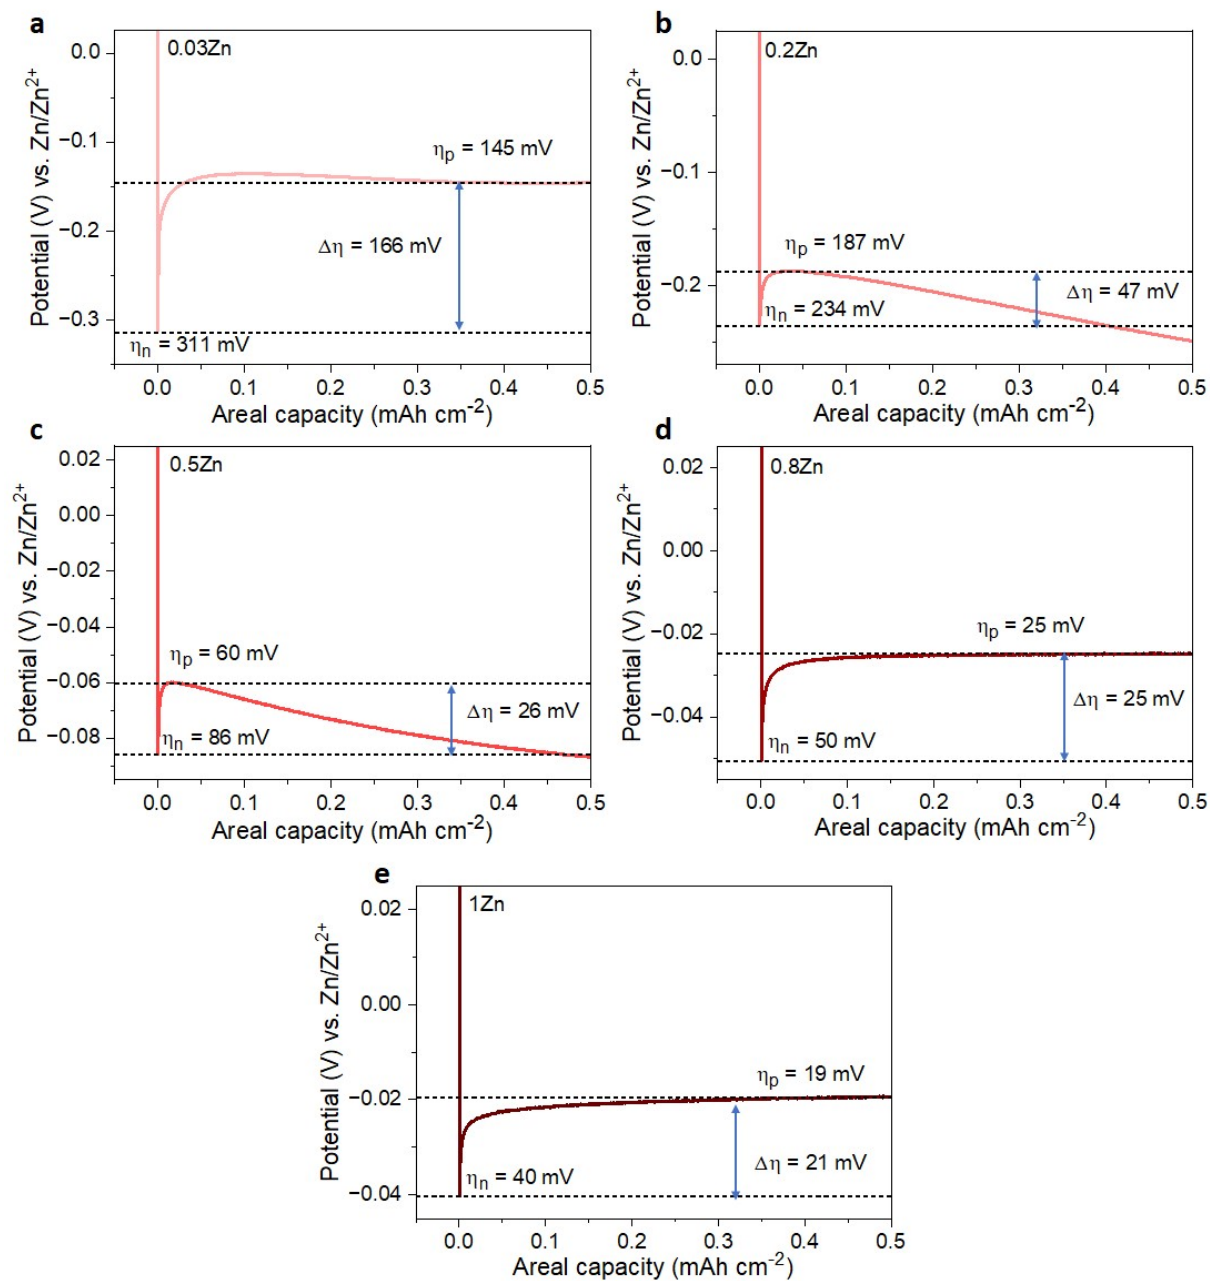 a
0.03Zn
0.0
−0.1
−0.2
−0.3
Potential (V) vs. Zn/Zn²⁺
ηp = 145 mV
Δη = 166 mV
ηn = 311 mV
0.0 0.1 0.2 0.3 0.4 0.5
Areal capacity (mAh cm⁻²)
b
0.2Zn
0.0
−0.1
−0.2
Potential (V) vs. Zn/Zn²⁺
ηp = 187 mV
Δη = 47 mV
ηn = 234 mV
0.0 0.1 0.2 0.3 0.4 0.5
Areal capacity (mAh cm⁻²)
c
0.5Zn
0.02
0.00
−0.02
−0.04
−0.06
−0.08
Potential (V) vs. Zn/Zn²⁺
ηp = 60 mV
Δη = 26 mV
ηn = 86 mV
0.0 0.1 0.2 0.3 0.4 0.5
Areal capacity (mAh cm⁻²)
d
0.8Zn
0.02
0.00
−0.02
−0.04
Potential (V) vs. Zn/Zn²⁺
ηp = 25 mV
Δη = 25 mV
ηn = 50 mV
0.0 0.1 0.2 0.3 0.4 0.5
Areal capacity (mAh cm⁻²)
e
1Zn
0.02
0.00
−0.02
−0.04
Potential (V) vs. Zn/Zn²⁺
ηp = 19 mV
Δη = 21 mV
ηn = 40 mV
0.0 0.1 0.2 0.3 0.4 0.5
Areal capacity (mAh cm⁻²)